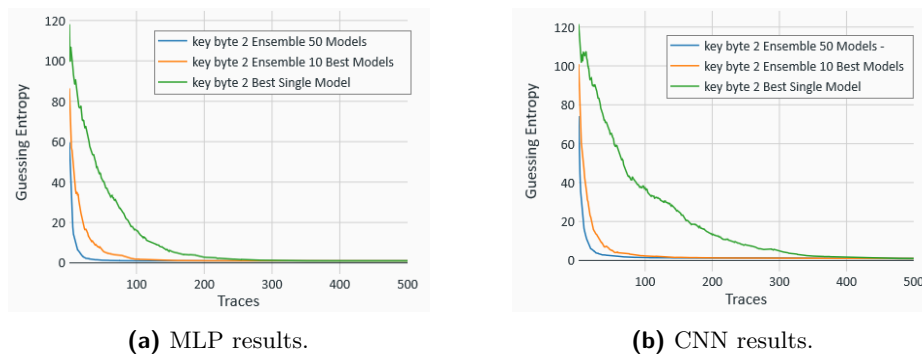 120
100
80
60
40
20
0
Guessing Entropy
key byte 2 Ensemble 50 Models
key byte 2 Ensemble 10 Best Models
key byte 2 Best Single Model
100 200 300 400 500
Traces
(a) MLP results.
120
100
80
60
40
20
0
Guessing Entropy
key byte 2 Ensemble 50 Models -
key byte 2 Ensemble 10 Best Models
key byte 2 Best Single Model
100 200 300 400 500
Traces
(b) CNN results.